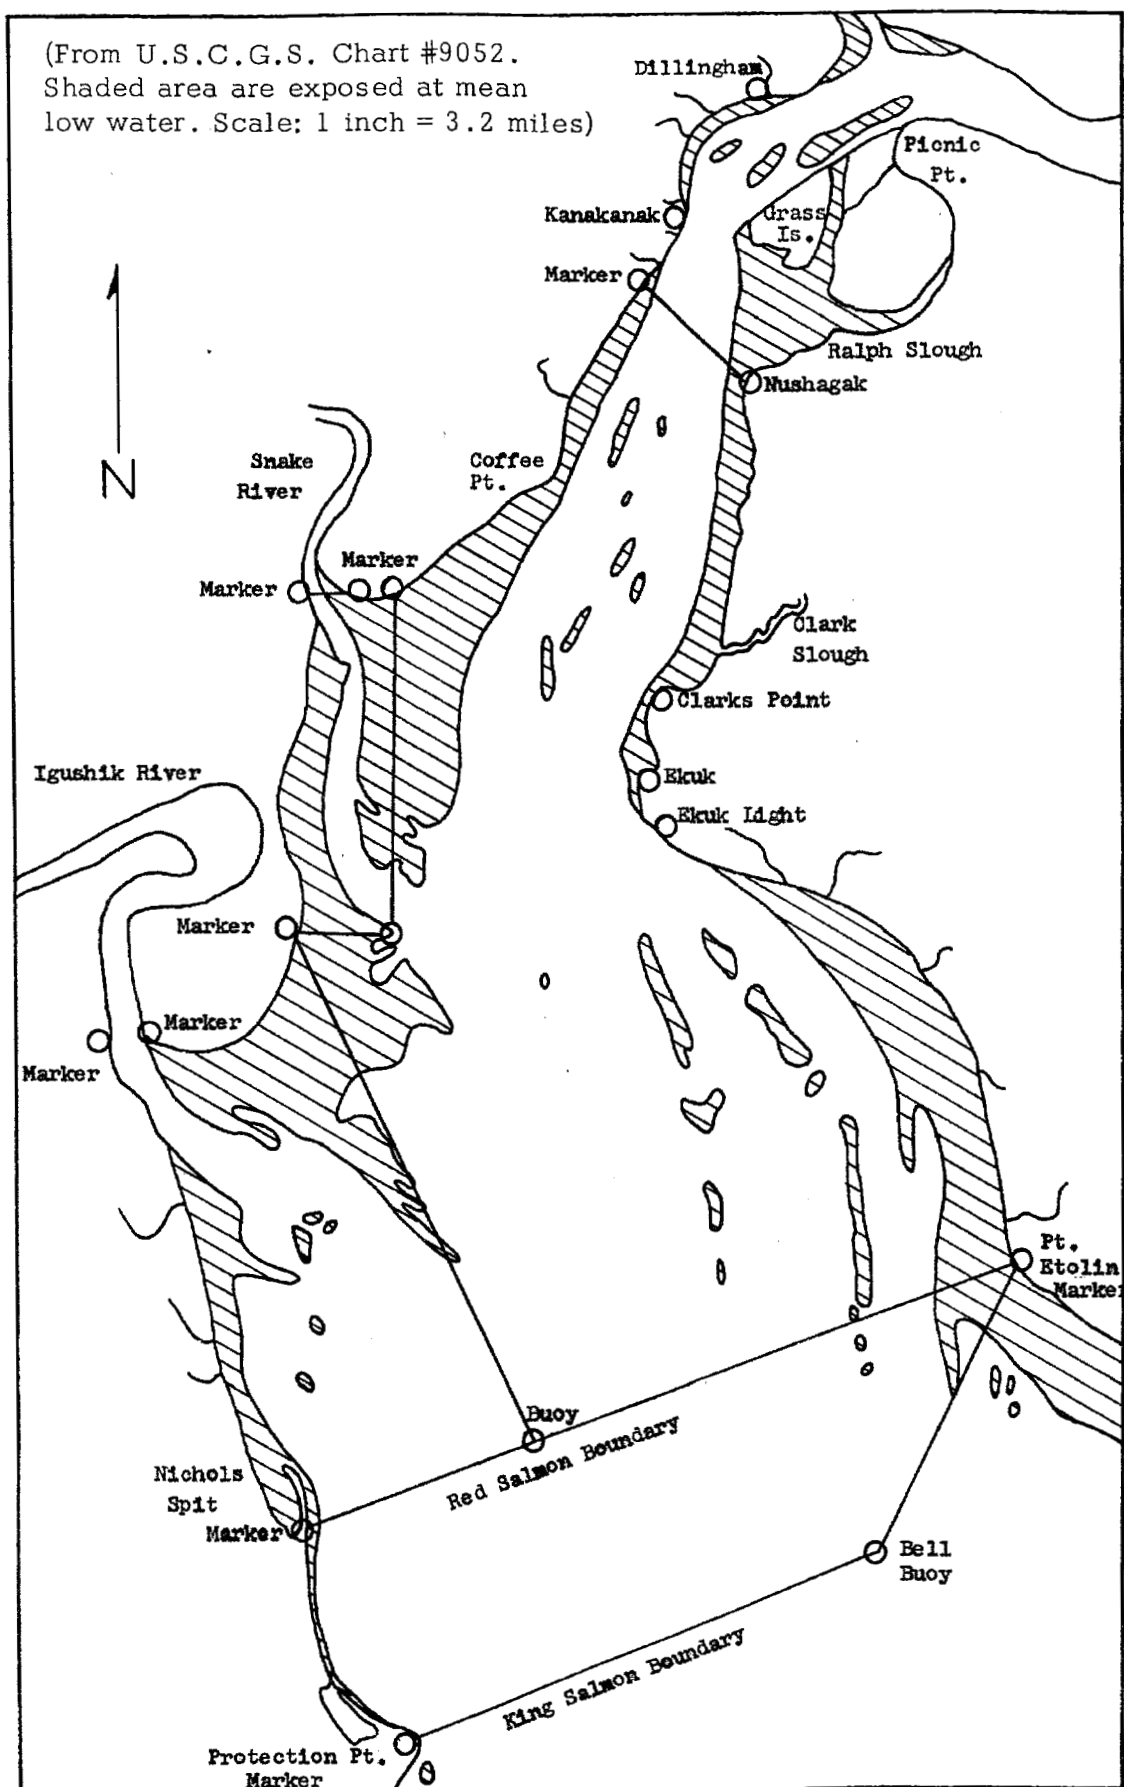 (From U.S.C.G.S. Chart #9052.
Shaded area are exposed at mean
low water. Scale: 1 inch = 3.2 miles)
Dillingham
Picnic
Pt.
Kanakanak
Grass
Is.
Marker
Ralph Slough
Nushagak
N
Snake
River
Coffee
Pt.
Marker
Marker
Clark
Slough
Clarks Point
Igushik River
Ekuk
Ekuk Light
Marker
Marker
Marker
Pt.
Etolin
Marker
Buoy
Red Salmon Boundary
Nichols
Spit
Marker
Bell
Buoy
King Salmon Boundary
Protection Pt.
Marker